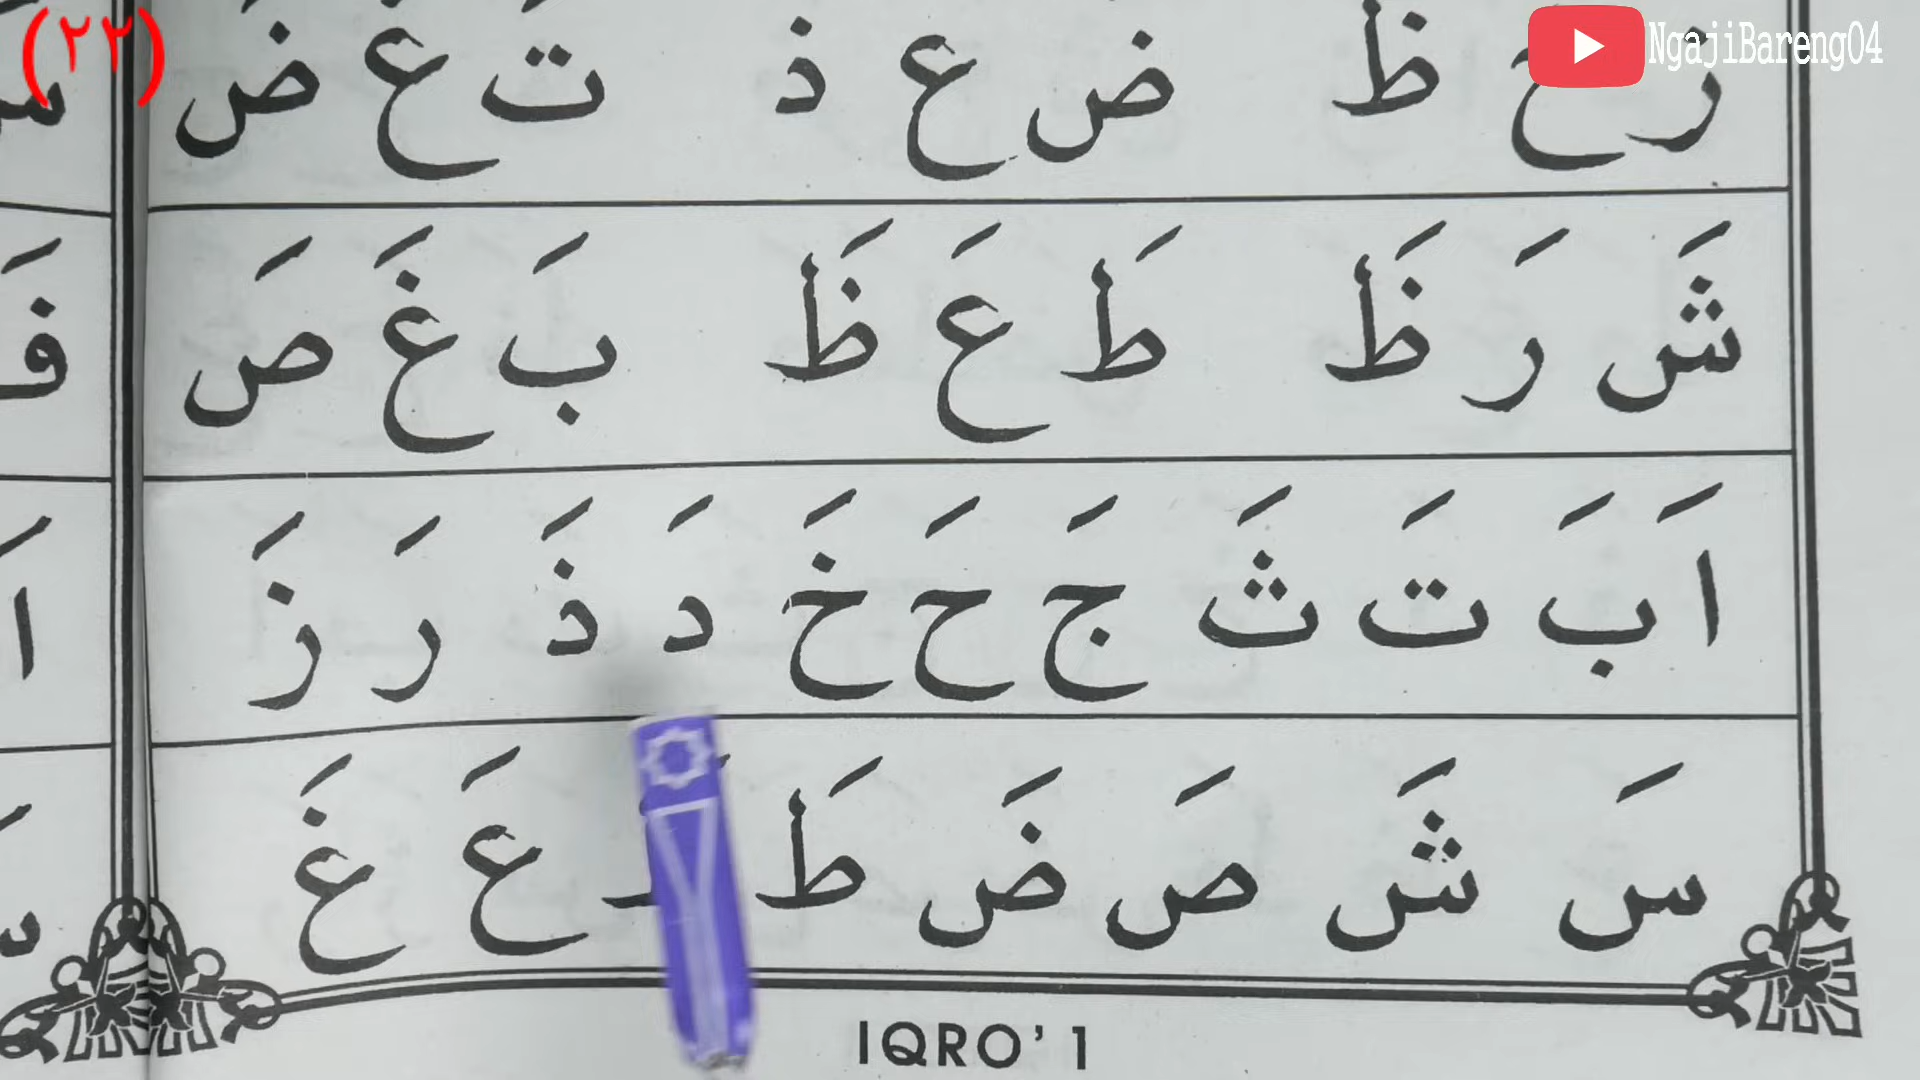 (٢٢)
NgajiBareng04
ض ع ذ تَ غَ ضَ
شَ رَ ظَ طَ عَ ظَ بَ غَ صَ
اَ بَ تَ ثَ جَ حَ خَ دَ ذَ رَ زَ
سَ شَ صَ ضَ طَ عَ غَ
IQRO' 1